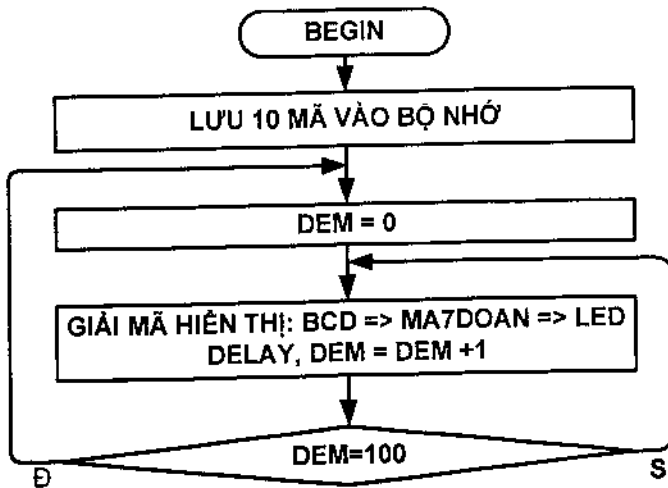 BEGIN
LƯU 10 MÃ VÀO BỘ NHỚ
DEM = 0
GIẢI MÃ HIỂN THỊ: BCD => MA7DOAN => LED
DELAY, DEM = DEM +1
DEM=100
Đ
S